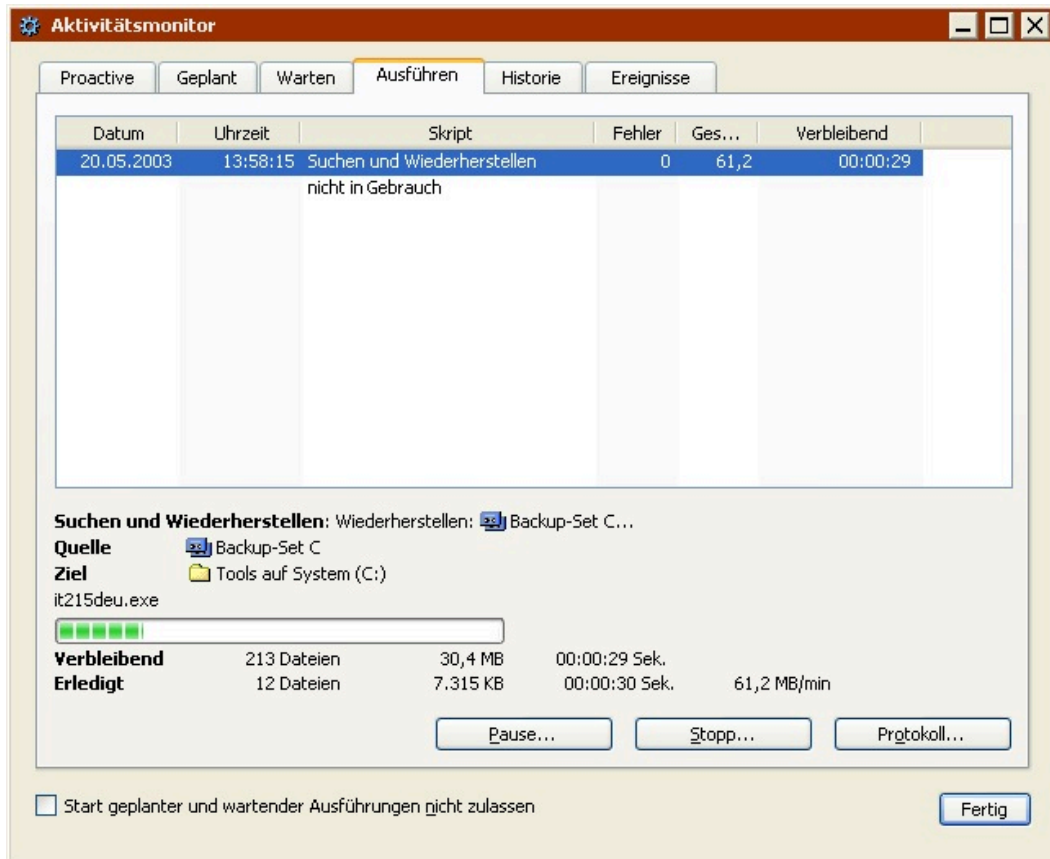 Aktivitätsmonitor
Proactive Geplant Warten Ausführen Historie Ereignisse
Datum Uhrzeit Skript Fehler Ges... Verbleibend
20.05.2003 13:58:15 Suchen und Wiederherstellen 0 61,2 00:00:29
nicht in Gebrauch
Suchen und Wiederherstellen: Wiederherstellen: Backup-Set C...
Quelle Backup-Set C
Ziel Tools auf System (C:)
it215deu.exe
Verbleibend 213 Dateien 30,4 MB 00:00:29 Sek.
Erledigt 12 Dateien 7.315 KB 00:00:30 Sek. 61,2 MB/min
Pause... Stopp... Protokoll...
Start geplanter und wartender Ausführungen nicht zulassen Fertig